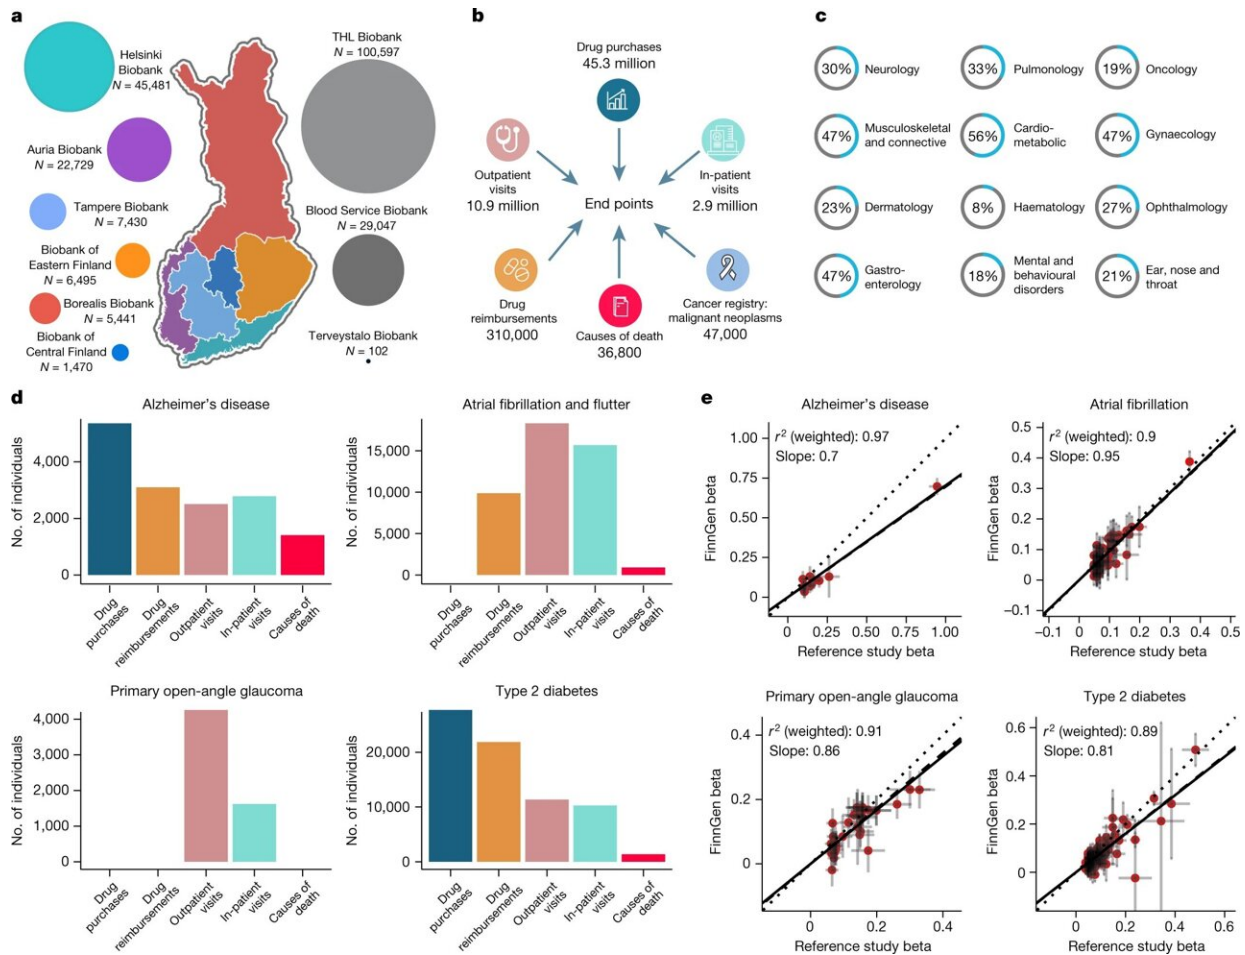 a
Helsinki
Biobank
N = 45,481
THL Biobank
N = 100,597
Auria Biobank
N = 22,729
Tampere Biobank
N = 7,430
Blood Service Biobank
N = 29,047
Biobank of
Eastern Finland
N = 6,495
Borealis Biobank
N = 5,441
Biobank of
Central Finland
N = 1,470
Terveystalo Biobank
N = 102
b
Drug purchases
45.3 million
Outpatient
visits
10.9 million
In-patient
visits
2.9 million
End points
Drug
reimbursements
310,000
Causes of death
36,800
Cancer registry:
malignant neoplasms
47,000
c
30% Neurology
33% Pulmonology
19% Oncology
47% Musculoskeletal
and connective
56% Cardio-
metabolic
47% Gynaecology
23% Dermatology
8% Haematology
27% Ophthalmology
47% Gastro-
enterology
18% Mental and
behavioural
disorders
21% Ear, nose and
throat
d
Alzheimer's disease
No. of individuals
4,000
2,000
0
Drug
purchases
Drug
reimbursements
Outpatient
visits
In-patient
visits
Causes of
death
Atrial fibrillation and flutter
No. of individuals
15,000
10,000
5,000
0
Drug
purchases
Drug
reimbursements
Outpatient
visits
In-patient
visits
Causes of
death
Primary open-angle glaucoma
No. of individuals
4,000
3,000
2,000
1,000
0
Drug
purchases
Drug
reimbursements
Outpatient
visits
In-patient
visits
Causes of
death
Type 2 diabetes
No. of individuals
20,000
10,000
0
Drug
purchases
Drug
reimbursements
Outpatient
visits
In-patient
visits
Causes of
death
e
Alzheimer's disease
r² (weighted): 0.97
Slope: 0.7
FinnGen beta
1.00
0.75
0.50
0.25
0
0 0.25 0.50 0.75 1.00
Reference study beta
Atrial fibrillation
r² (weighted): 0.9
Slope: 0.95
FinnGen beta
0.5
0.4
0.3
0.2
0.1
0
−0.1
−0.1 0 0.1 0.2 0.3 0.4 0.5
Reference study beta
Primary open-angle glaucoma
r² (weighted): 0.91
Slope: 0.86
FinnGen beta
0.4
0.2
0
0 0.2 0.4
Reference study beta
Type 2 diabetes
r² (weighted): 0.89
Slope: 0.81
FinnGen beta
0.6
0.4
0.2
0
0 0.2 0.4 0.6
Reference study beta